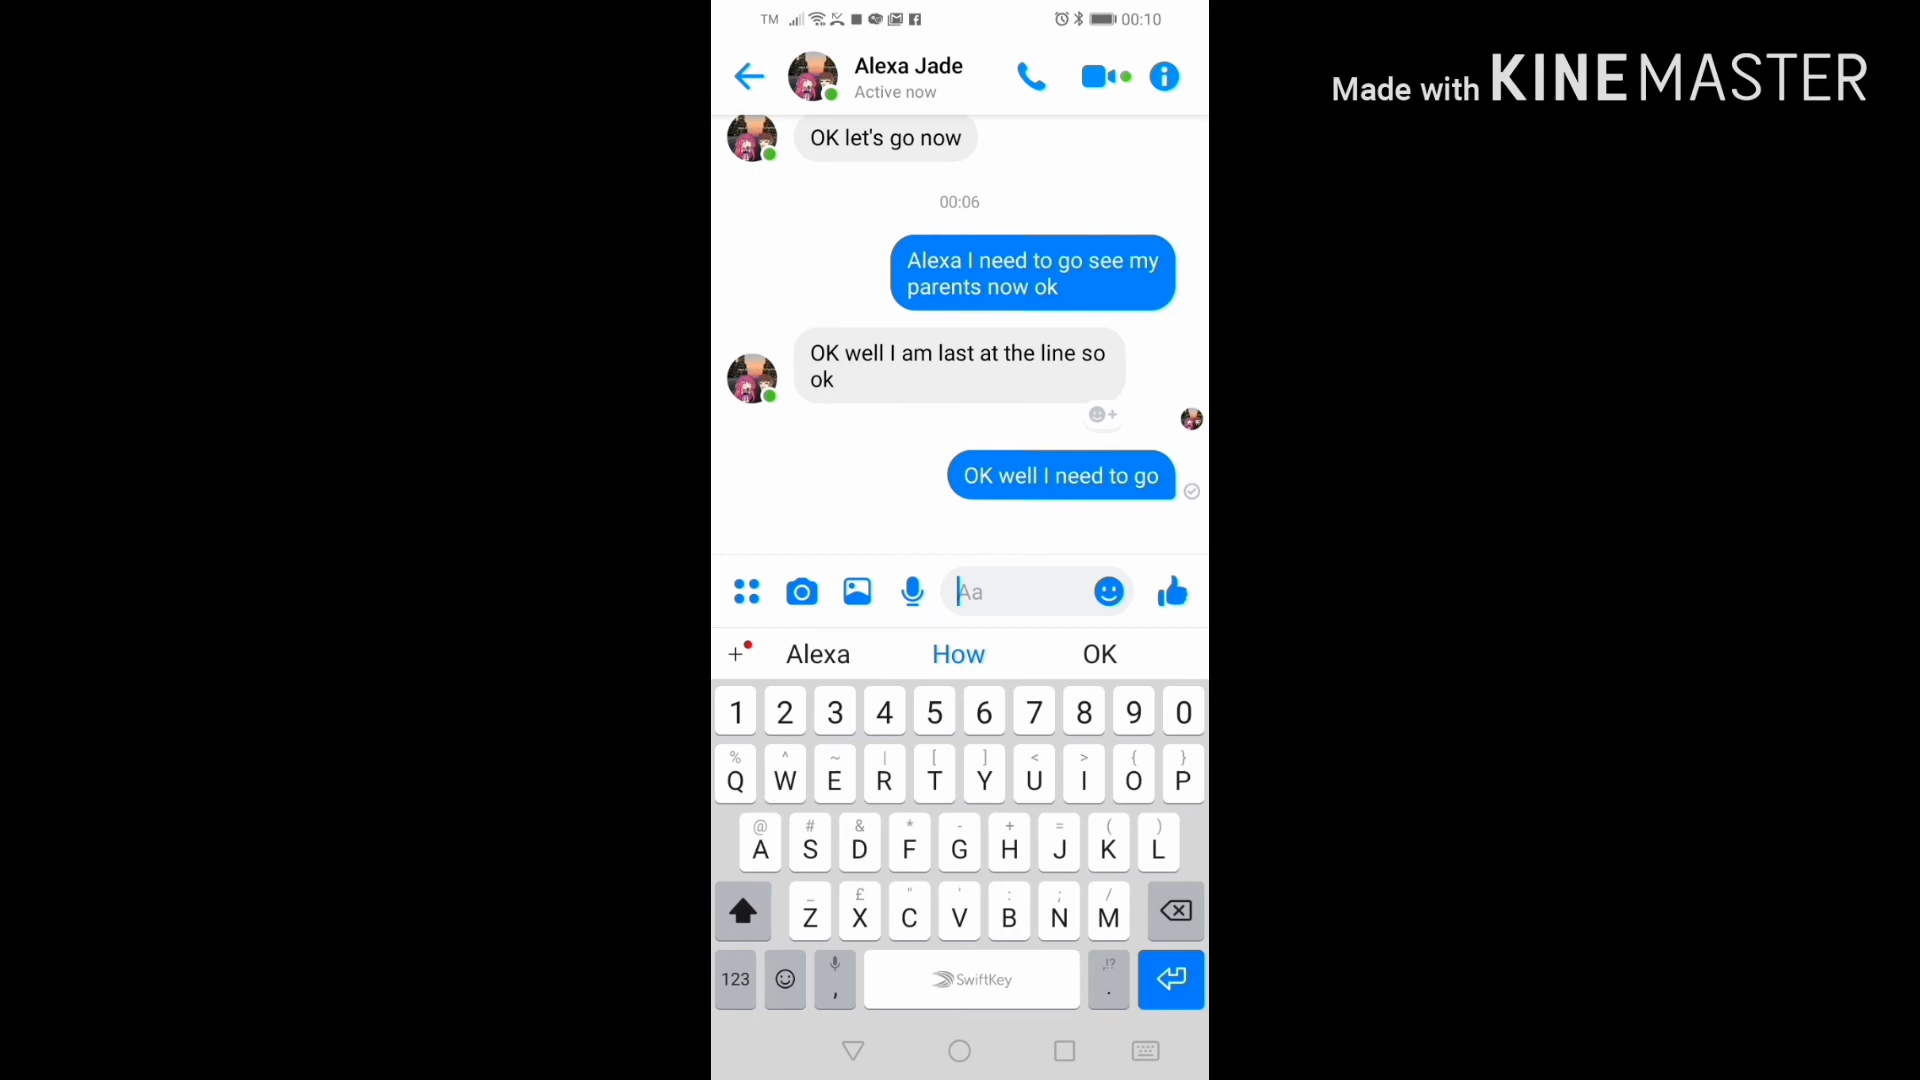 TM 00:10
Made with KINEMASTER
Alexa Jade
Active now
OK let's go now
00:06
Alexa I need to go see my
parents now ok
OK well I am last at the line so
ok
OK well I need to go
Aa
+ Alexa How OK
1 2 3 4 5 6 7 8 9 0
% ^ ~ | [ ] < > { }
Q W E R T Y U I O P
@ # & * - + = ( )
A S D F G H J K L
_ £ " ' : ; /
Z X C V B N M
,!?
123 , SwiftKey .